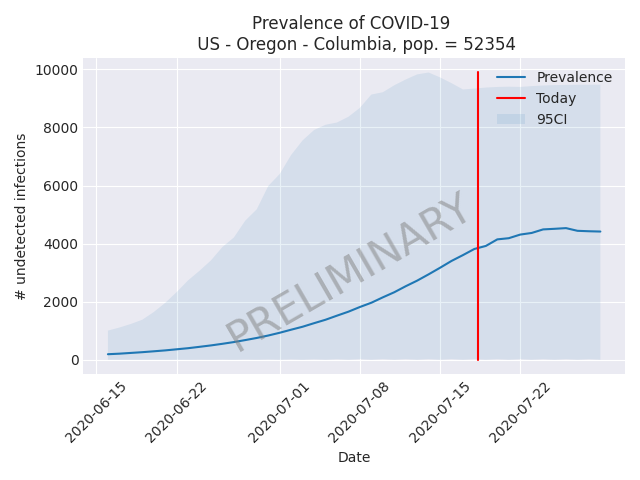 Prevalence of COVID-19
US - Oregon - Columbia, pop. = 52354
10000
8000
6000
4000
2000
0
# undetected infections
Prevalence
Today
95CI
PRELIMINARY
2020-06-15
2020-06-22
2020-07-01
2020-07-08
2020-07-15
2020-07-22
Date